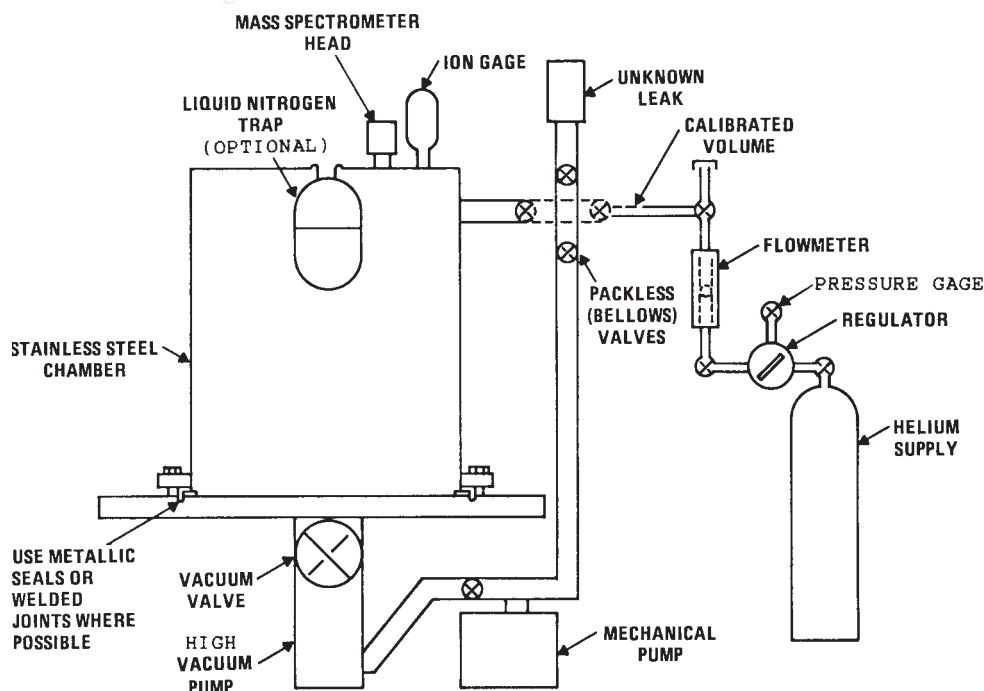 MASS SPECTROMETER
HEAD
ION GAGE
LIQUID NITROGEN
TRAP
(OPTIONAL)
UNKNOWN
LEAK
CALIBRATED
VOLUME
FLOWMETER
PACKLESS
(BELLOWS)
VALVES
PRESSURE GAGE
REGULATOR
STAINLESS STEEL
CHAMBER
HELIUM
SUPPLY
USE METALLIC
SEALS OR
WELDED
JOINTS WHERE
POSSIBLE
VACUUM
VALVE
HIGH
VACUUM
PUMP
MECHANICAL
PUMP